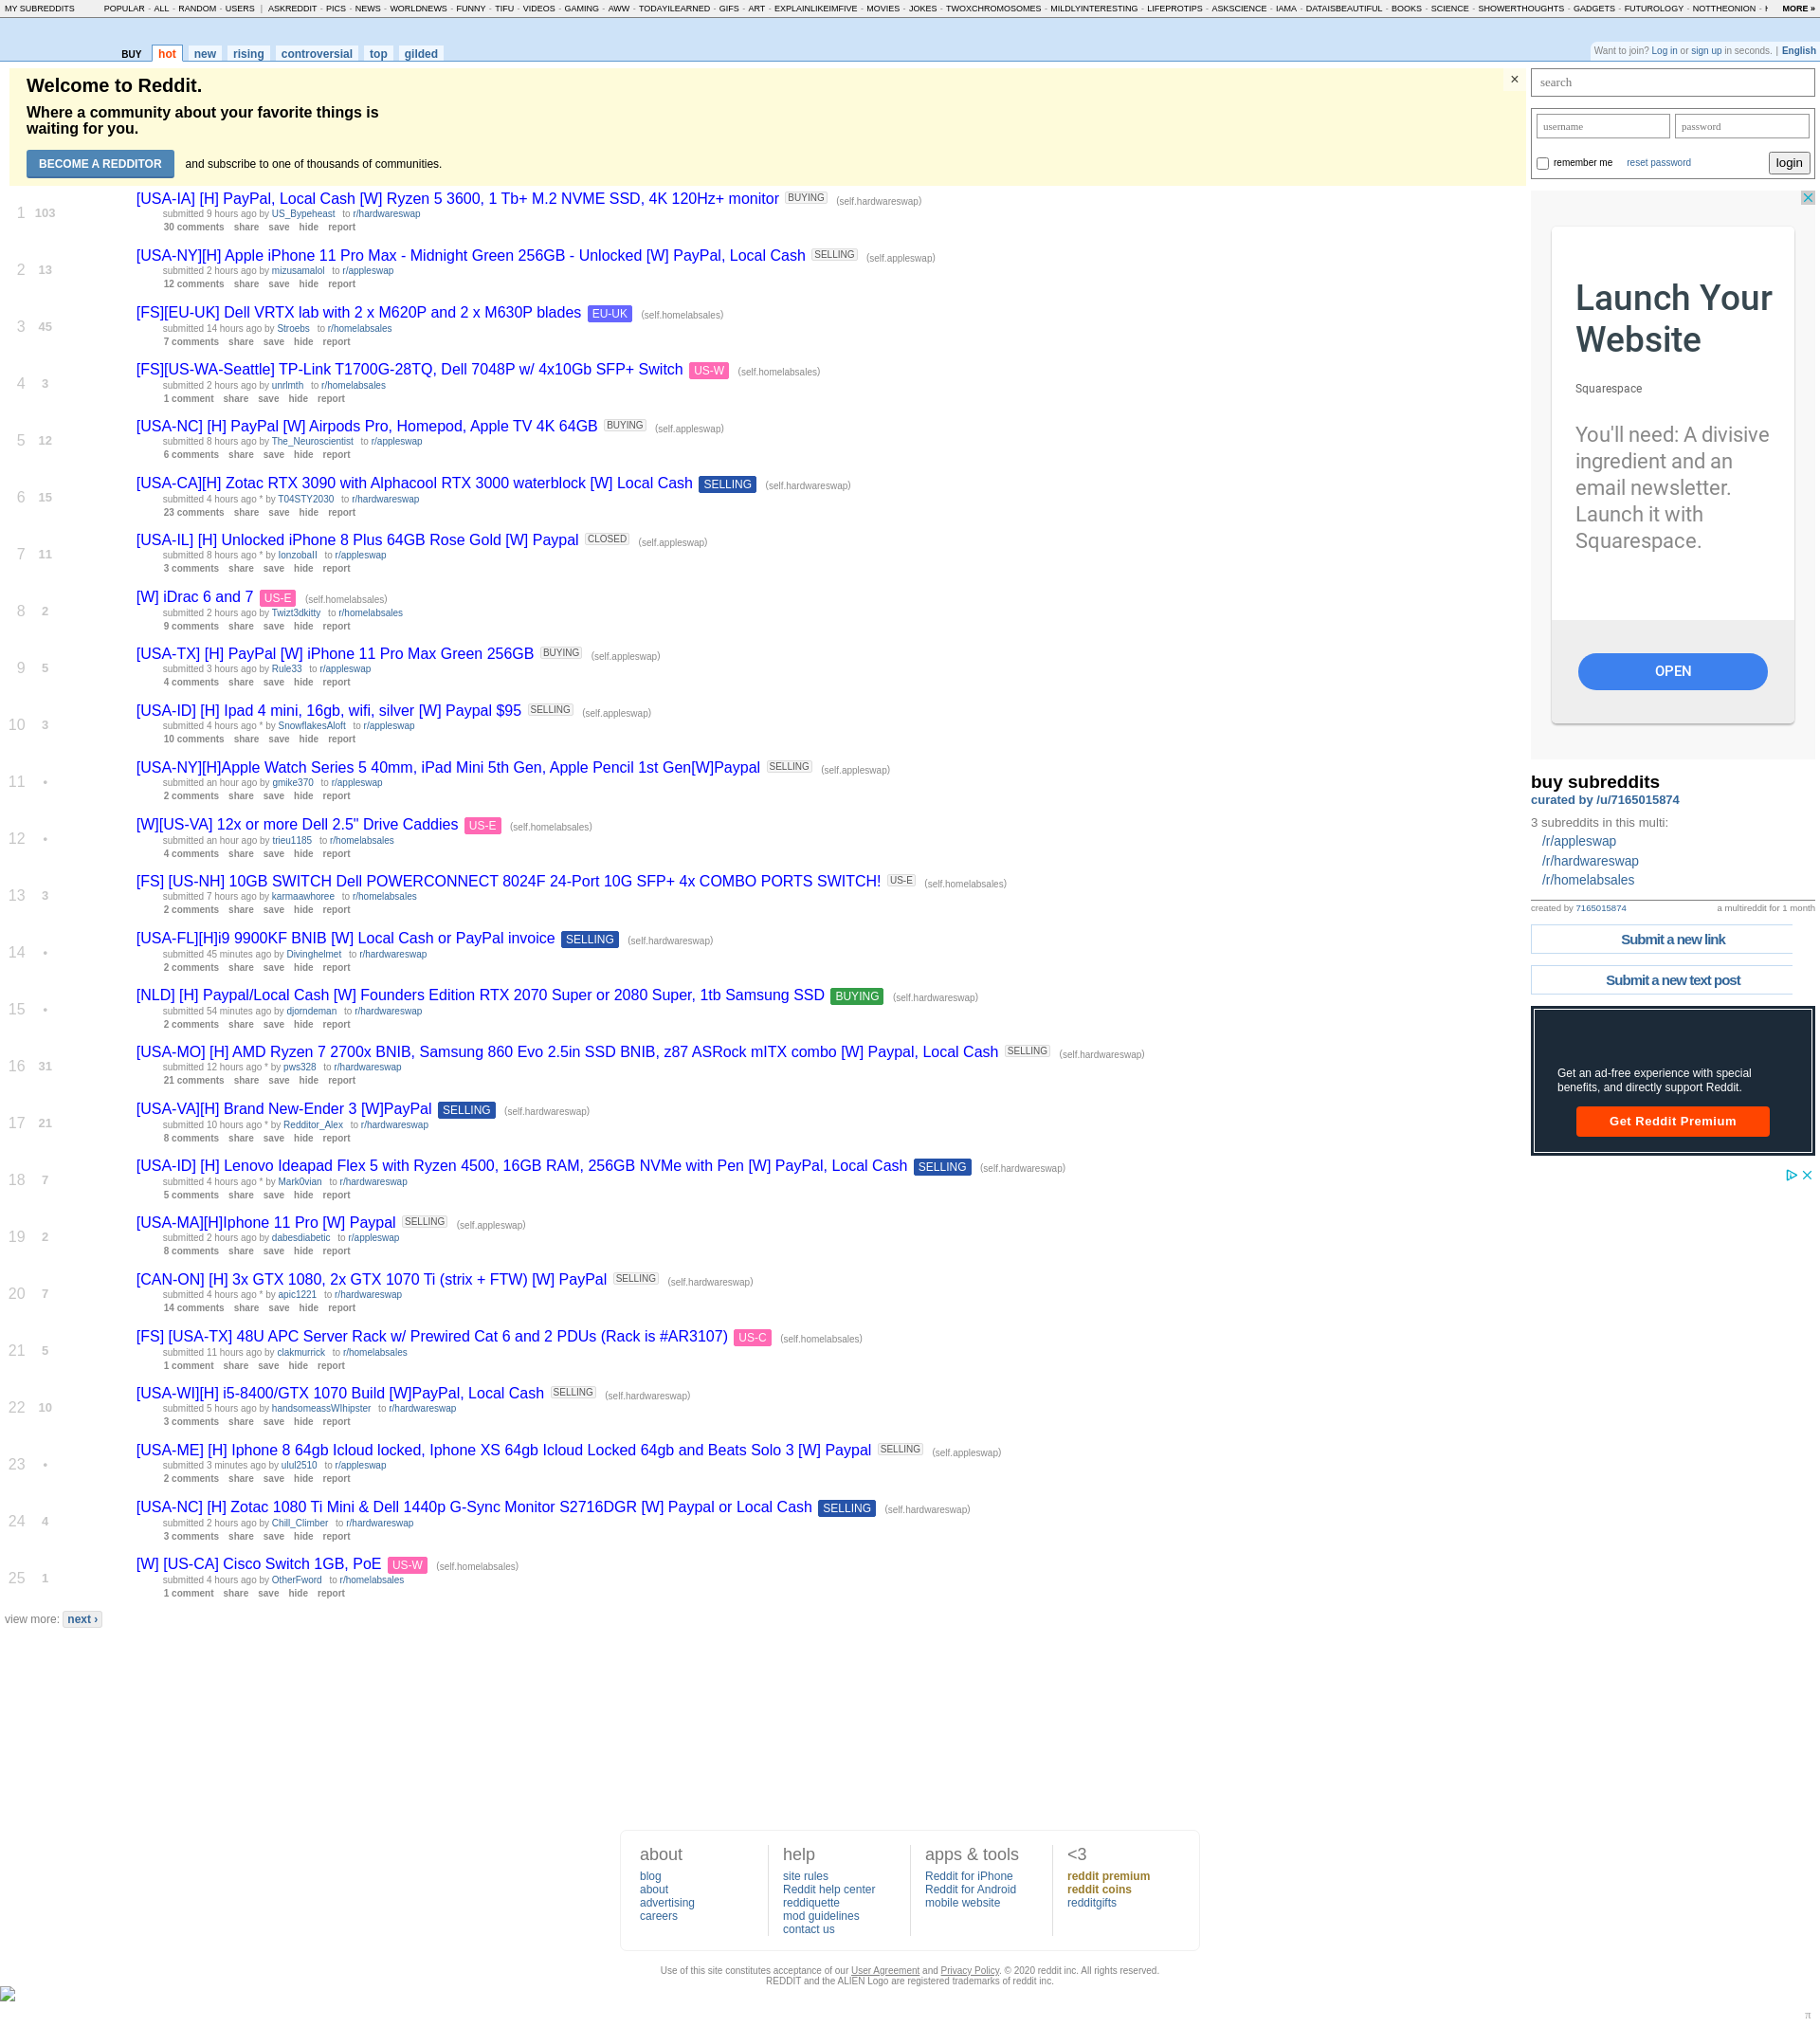 MY SUBREDDITS POPULAR - ALL - RANDOM - USERS | ASKREDDIT - PICS - NEWS - WORLDNEWS - FUNNY - TIFU - VIDEOS - GAMING - AWW - TODAYILEARNED - GIFS - ART - EXPLAINLIKEIMFIVE - MOVIES - JOKES - TWOXCHROMOSOMES - MILDLYINTERESTING - LIFEPROTIPS - ASKSCIENCE - IAMA - DATAISBEAUTIFUL - BOOKS - SCIENCE - SHOWERTHOUGHTS - GADGETS - FUTUROLOGY - NOTTHEONION - MORE »
BUY hot new rising controversial top gilded
Want to join? Log in or sign up in seconds. | English
Welcome to Reddit.
Where a community about your favorite things is
waiting for you.
BECOME A REDDITOR and subscribe to one of thousands of communities.
×
1 103 [USA-IA] [H] PayPal, Local Cash [W] Ryzen 5 3600, 1 Tb+ M.2 NVME SSD, 4K 120Hz+ monitor BUYING (self.hardwareswap)
submitted 9 hours ago by US_Bypeheast to r/hardwareswap
30 comments share save hide report
2 13 [USA-NY][H] Apple iPhone 11 Pro Max - Midnight Green 256GB - Unlocked [W] PayPal, Local Cash SELLING (self.appleswap)
submitted 2 hours ago by mizusamalol to r/appleswap
12 comments share save hide report
3 45 [FS][EU-UK] Dell VRTX lab with 2 x M620P and 2 x M630P blades EU-UK (self.homelabsales)
submitted 14 hours ago by Stroebs to r/homelabsales
7 comments share save hide report
4 3 [FS][US-WA-Seattle] TP-Link T1700G-28TQ, Dell 7048P w/ 4x10Gb SFP+ Switch US-W (self.homelabsales)
submitted 2 hours ago by unrlmth to r/homelabsales
1 comment share save hide report
5 12 [USA-NC] [H] PayPal [W] Airpods Pro, Homepod, Apple TV 4K 64GB BUYING (self.appleswap)
submitted 8 hours ago by The_Neuroscientist to r/appleswap
6 comments share save hide report
6 15 [USA-CA][H] Zotac RTX 3090 with Alphacool RTX 3000 waterblock [W] Local Cash SELLING (self.hardwareswap)
submitted 4 hours ago * by T04STY2030 to r/hardwareswap
23 comments share save hide report
7 11 [USA-IL] [H] Unlocked iPhone 8 Plus 64GB Rose Gold [W] Paypal CLOSED (self.appleswap)
submitted 8 hours ago * by to r/appleswap
3 comments share save hide report
8 2 [W] iDrac 6 and 7 US-E (self.homelabsales)
submitted 2 hours ago by Twizt3dkitty to r/homelabsales
9 comments share save hide report
9 5 [USA-TX] [H] PayPal [W] iPhone 11 Pro Max Green 256GB BUYING (self.appleswap)
submitted 3 hours ago by Rule33 to r/appleswap
4 comments share save hide report
10 3 [USA-ID] [H] Ipad 4 mini, 16gb, wifi, silver [W] Paypal $95 SELLING (self.appleswap)
submitted 4 hours ago * by SnowflakesAloft to r/appleswap
10 comments share save hide report
11 • [USA-NY][H]Apple Watch Series 5 40mm, iPad Mini 5th Gen, Apple Pencil 1st Gen[W]Paypal SELLING (self.appleswap)
submitted an hour ago by gmike370 to r/appleswap
2 comments share save hide report
12 • [W][US-VA] 12x or more Dell 2.5" Drive Caddies US-E (self.homelabsales)
submitted an hour ago by trieu1185 to r/homelabsales
4 comments share save hide report
13 3 [FS] [US-NH] 10GB SWITCH Dell POWERCONNECT 8024F 24-Port 10G SFP+ 4x COMBO PORTS SWITCH! US-E (self.homelabsales)
submitted 7 hours ago by karmaawhoree to r/homelabsales
2 comments share save hide report
14 • [USA-FL][H]i9 9900KF BNIB [W] Local Cash or PayPal invoice SELLING (self.hardwareswap)
submitted 45 minutes ago by Divinghelmet to r/hardwareswap
2 comments share save hide report
15 • [NLD] [H] Paypal/Local Cash [W] Founders Edition RTX 2070 Super or 2080 Super, 1tb Samsung SSD BUYING (self.hardwareswap)
submitted 54 minutes ago by djorndeman to r/hardwareswap
2 comments share save hide report
16 31 [USA-MO] [H] AMD Ryzen 7 2700x BNIB, Samsung 860 Evo 2.5in SSD BNIB, z87 ASRock mITX combo [W] Paypal, Local Cash SELLING (self.hardwareswap)
submitted 12 hours ago * by pws328 to r/hardwareswap
21 comments share save hide report
17 21 [USA-VA][H] Brand New-Ender 3 [W]PayPal SELLING (self.hardwareswap)
submitted 10 hours ago * by Redditor_Alex to r/hardwareswap
8 comments share save hide report
18 7 [USA-ID] [H] Lenovo Ideapad Flex 5 with Ryzen 4500, 16GB RAM, 256GB NVMe with Pen [W] PayPal, Local Cash SELLING (self.hardwareswap)
submitted 4 hours ago * by Mark0vian to r/hardwareswap
5 comments share save hide report
19 2 [USA-MA][H]Iphone 11 Pro [W] Paypal SELLING (self.appleswap)
submitted 2 hours ago by dabesdiabetic to r/appleswap
8 comments share save hide report
20 7 [CAN-ON] [H] 3x GTX 1080, 2x GTX 1070 Ti (strix + FTW) [W] PayPal SELLING (self.hardwareswap)
submitted 4 hours ago * by apic1221 to r/hardwareswap
14 comments share save hide report
21 5 [FS] [USA-TX] 48U APC Server Rack w/ Prewired Cat 6 and 2 PDUs (Rack is #AR3107) US-C (self.homelabsales)
submitted 11 hours ago by clakmurrick to r/homelabsales
1 comment share save hide report
22 10 [USA-WI][H] i5-8400/GTX 1070 Build [W]PayPal, Local Cash SELLING (self.hardwareswap)
submitted 5 hours ago by handsomeassWIhipster to r/hardwareswap
3 comments share save hide report
23 • [USA-ME] [H] Iphone 8 64gb Icloud locked, Iphone XS 64gb Icloud Locked 64gb and Beats Solo 3 [W] Paypal SELLING (self.appleswap)
submitted 3 minutes ago by ulul2510 to r/appleswap
2 comments share save hide report
24 4 [USA-NC] [H] Zotac 1080 Ti Mini & Dell 1440p G-Sync Monitor S2716DGR [W] Paypal or Local Cash SELLING (self.hardwareswap)
submitted 2 hours ago by Chill_Climber to r/hardwareswap
3 comments share save hide report
25 1 [W] [US-CA] Cisco Switch 1GB, PoE US-W (self.homelabsales)
submitted 4 hours ago by OtherFword to r/homelabsales
1 comment share save hide report
view more: next ›
search
username password
remember me reset password login
Launch Your
Website
Squarespace
You'll need: A divisive
ingredient and an
email newsletter.
Launch it with
Squarespace.
OPEN
buy subreddits
curated by /u/7165015874
3 subreddits in this multi:
/r/appleswap
/r/hardwareswap
/r/homelabsales
created by 7165015874 a multireddit for 1 month
Submit a new link
Submit a new text post
Get an ad-free experience with special
benefits, and directly support Reddit.
Get Reddit Premium
about
blog
about
advertising
careers
help
site rules
Reddit help center
reddiquette
mod guidelines
contact us
apps & tools
Reddit for iPhone
Reddit for Android
mobile website
<3
reddit premium
reddit coins
redditgifts
Use of this site constitutes acceptance of our User Agreement and Privacy Policy. © 2020 reddit inc. All rights reserved.
REDDIT and the ALIEN Logo are registered trademarks of reddit inc.
π